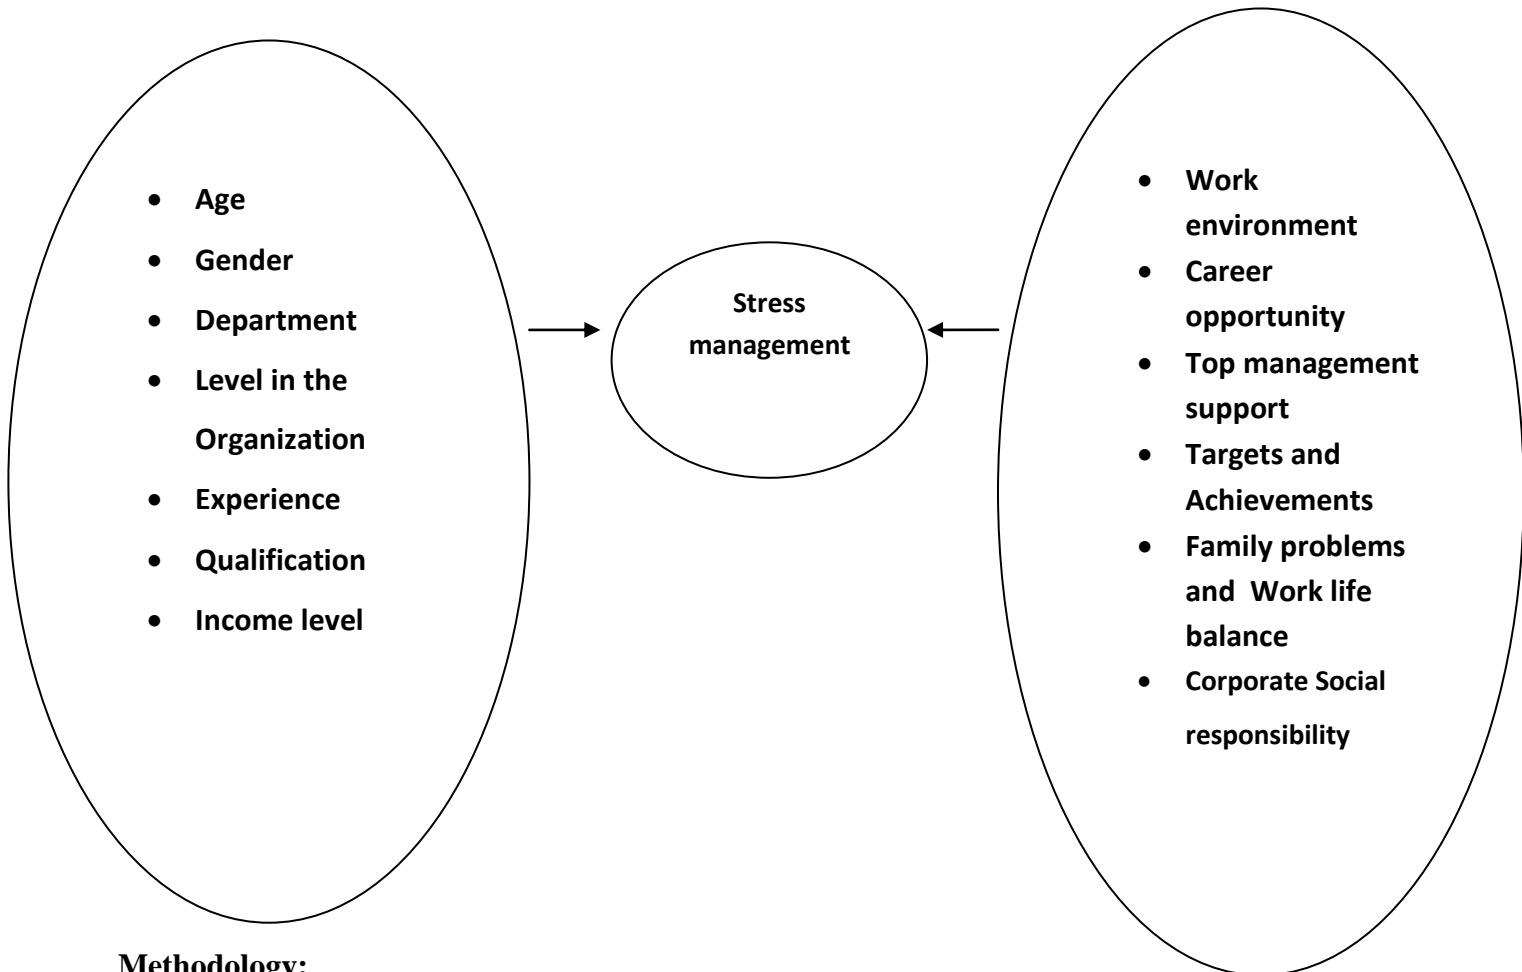 • Age
• Gender
• Department
• Level in the
Organization
• Experience
• Qualification
• Income level
Stress
management
• Work
environment
• Career
opportunity
• Top management
support
• Targets and
Achievements
• Family problems
and Work life
balance
• Corporate Social
responsibility
Methodology: